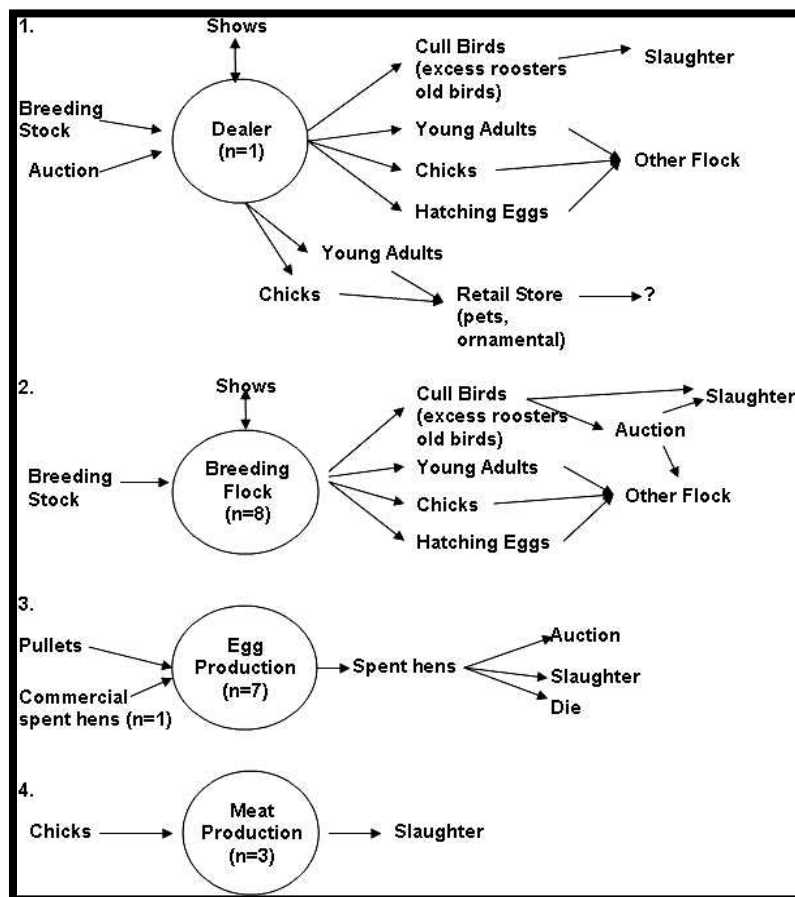 1.
Shows
Breeding
Stock
Auction
Dealer
(n=1)
Cull Birds
(excess roosters
old birds)
Slaughter
Young Adults
Chicks
Hatching Eggs
Other Flock
Young Adults
Chicks
Retail Store
(pets,
ornamental)
?
2.
Shows
Breeding
Stock
Breeding
Flock
(n=8)
Cull Birds
(excess roosters
old birds)
Slaughter
Auction
Young Adults
Chicks
Hatching Eggs
Other Flock
3.
Pullets
Commercial
spent hens (n=1)
Egg
Production
(n=7)
Spent hens
Auction
Slaughter
Die
4.
Chicks
Meat
Production
(n=3)
Slaughter